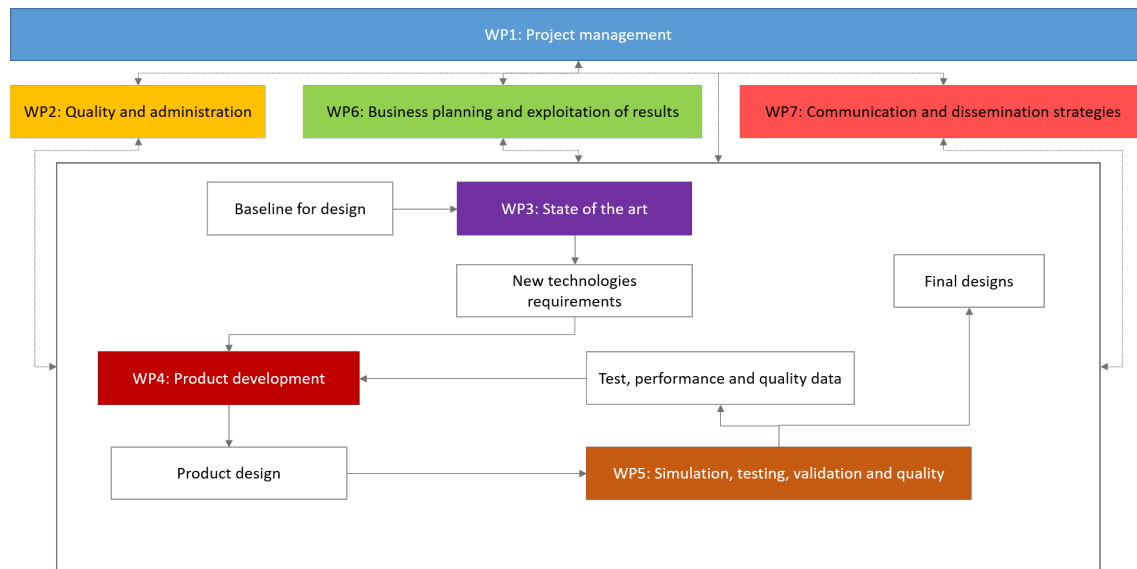 WP1: Project management
WP2: Quality and administration
WP6: Business planning and exploitation of results
WP7: Communication and dissemination strategies
Baseline for design
WP3: State of the art
New technologies
requirements
Final designs
WP4: Product development
Test, performance and quality data
Product design
WP5: Simulation, testing, validation and quality